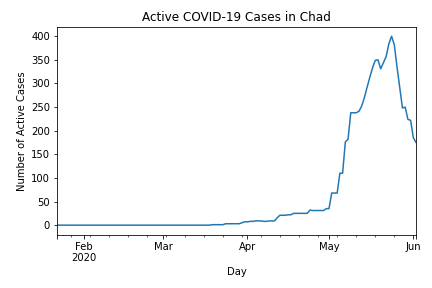 Active COVID-19 Cases in Chad
400
350
300
250
200
150
100
50
0
Number of Active Cases
Feb
2020
Mar
Apr
May
Jun
Day